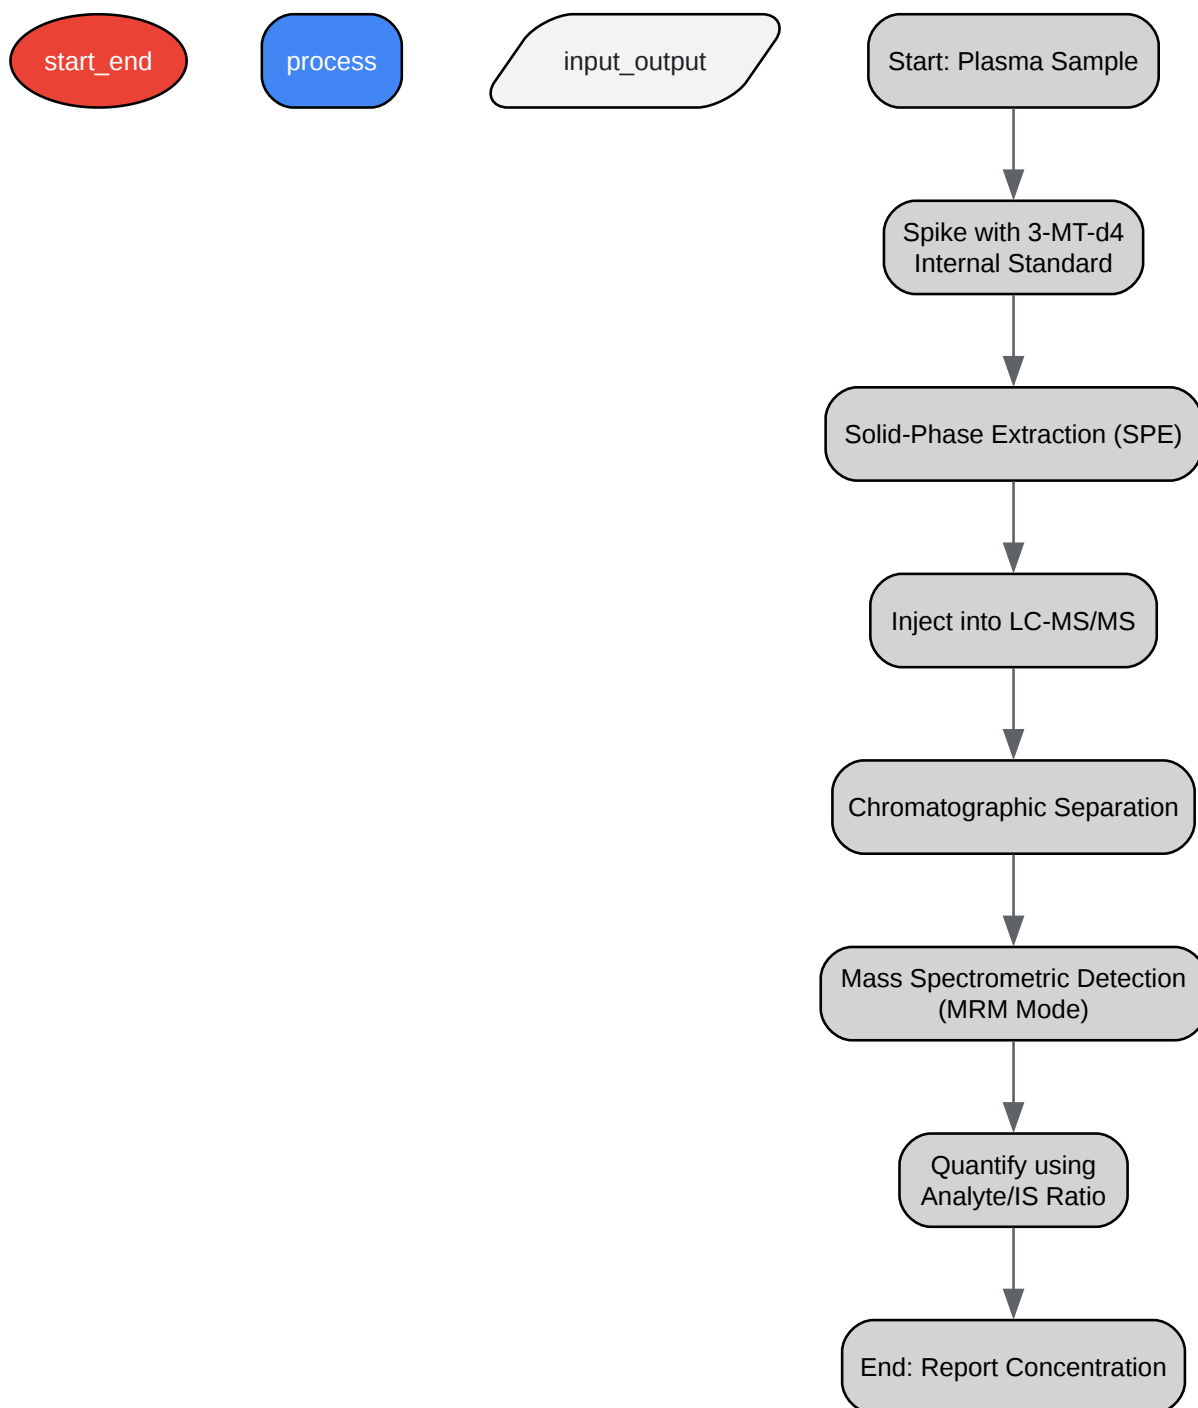 start_end
process
input_output
Start: Plasma Sample
Spike with 3-MT-d4
Internal Standard
Solid-Phase Extraction (SPE)
Inject into LC-MS/MS
Chromatographic Separation
Mass Spectrometric Detection
(MRM Mode)
Quantify using
Analyte/IS Ratio
End: Report Concentration